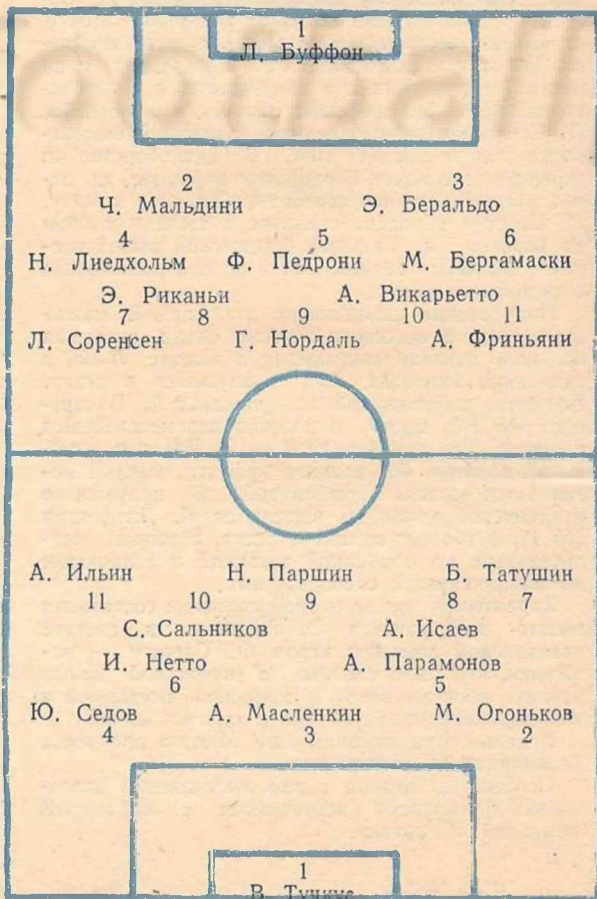 1
Л. Буффон
2 3
Ч. Мальдини Э. Беральдо
4 5 6
Н. Лиедхольм Ф. Педрони М. Бергамаски
Э. Риканьи А. Викарьетто
7 8 9 10 11
Л. Соренсен Г. Нордаль А. Фриньяни
А. Ильин Н. Паршин Б. Татушин
11 10 9 8 7
С. Сальников А. Исаев
И. Нетто А. Парамонов
6 5
Ю. Седов А. Масленкин М. Огоньков
4 3 2
1
В. Тучкус